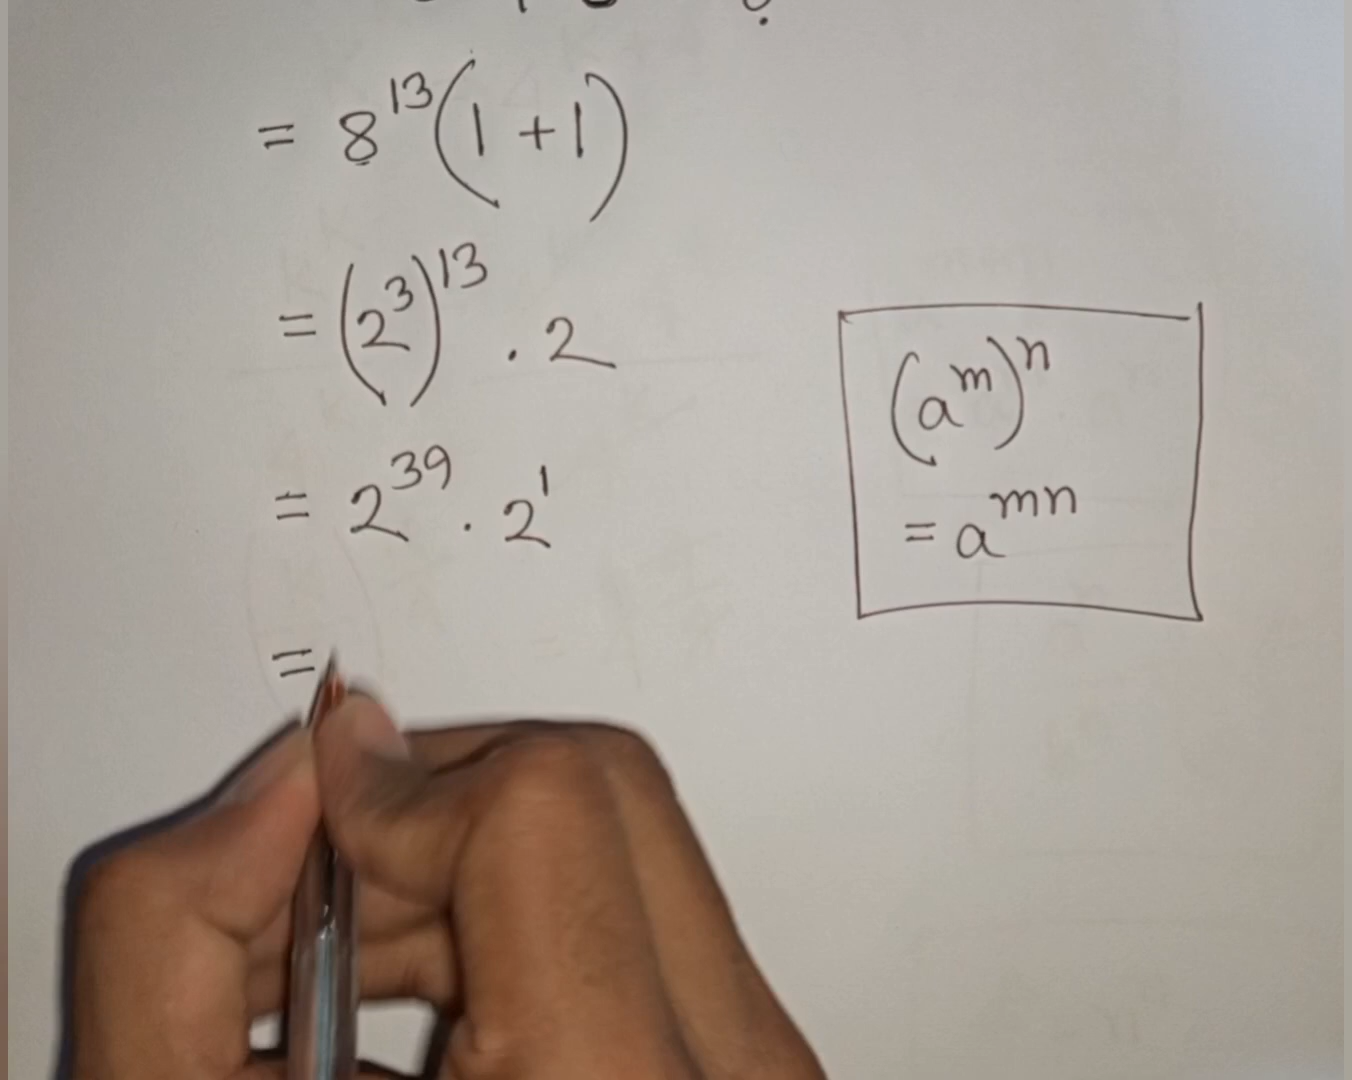 = 8^13 (1 + 1)
= (2^3)^13 . 2
= 2^39 . 2^1
=
(a^m)^n
= a^mn